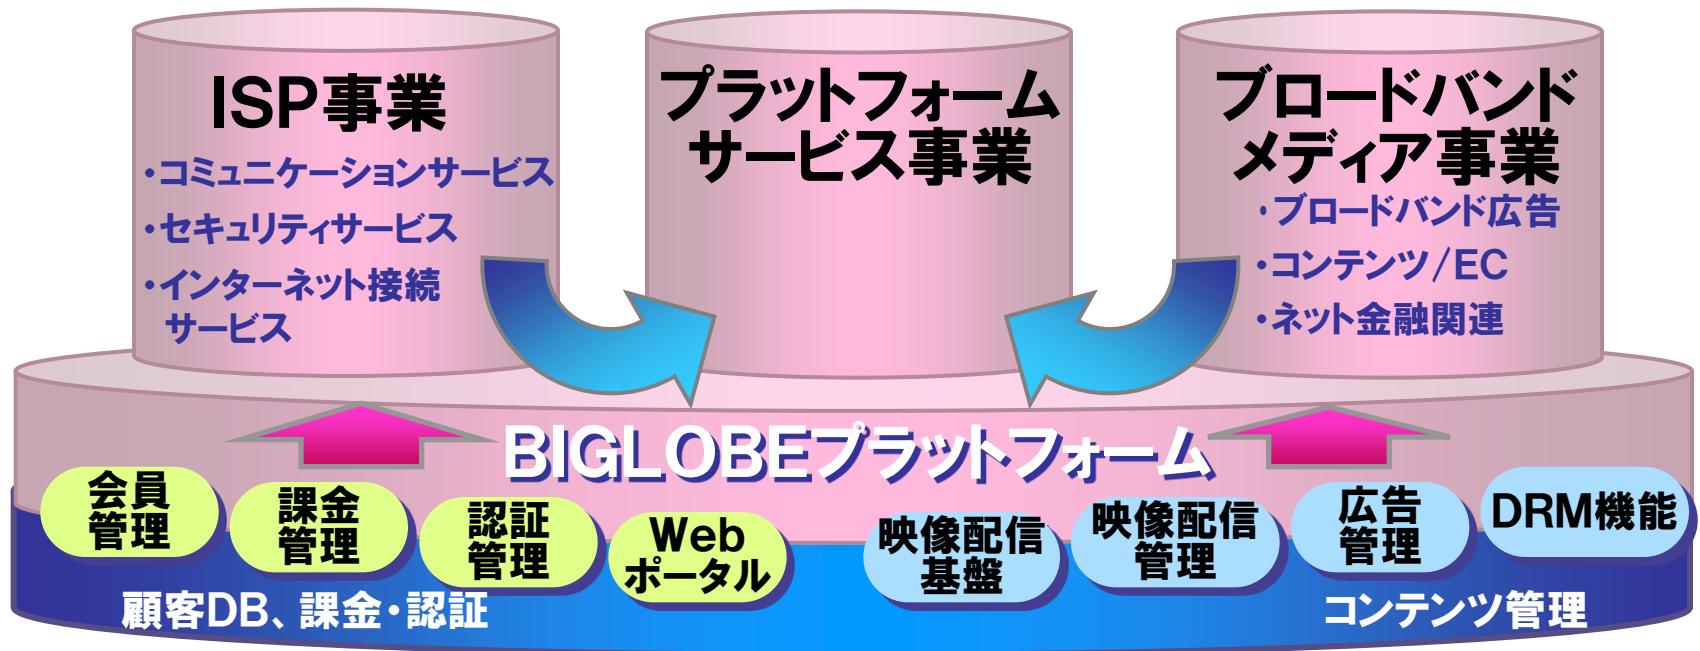 ISP事業
・コミュニケーションサービス
・セキュリティサービス
・インターネット接続
サービス
プラットフォーム
サービス事業
ブロードバンド
メディア事業
・ブロードバンド広告
・コンテンツ/EC
・ネット金融関連
BIGLOBEプラットフォーム
会員
管理
課金
管理
認証
管理
Web
ポータル
映像配信
基盤
映像配信
管理
広告
管理
DRM機能
顧客DB、課金・認証
コンテンツ管理